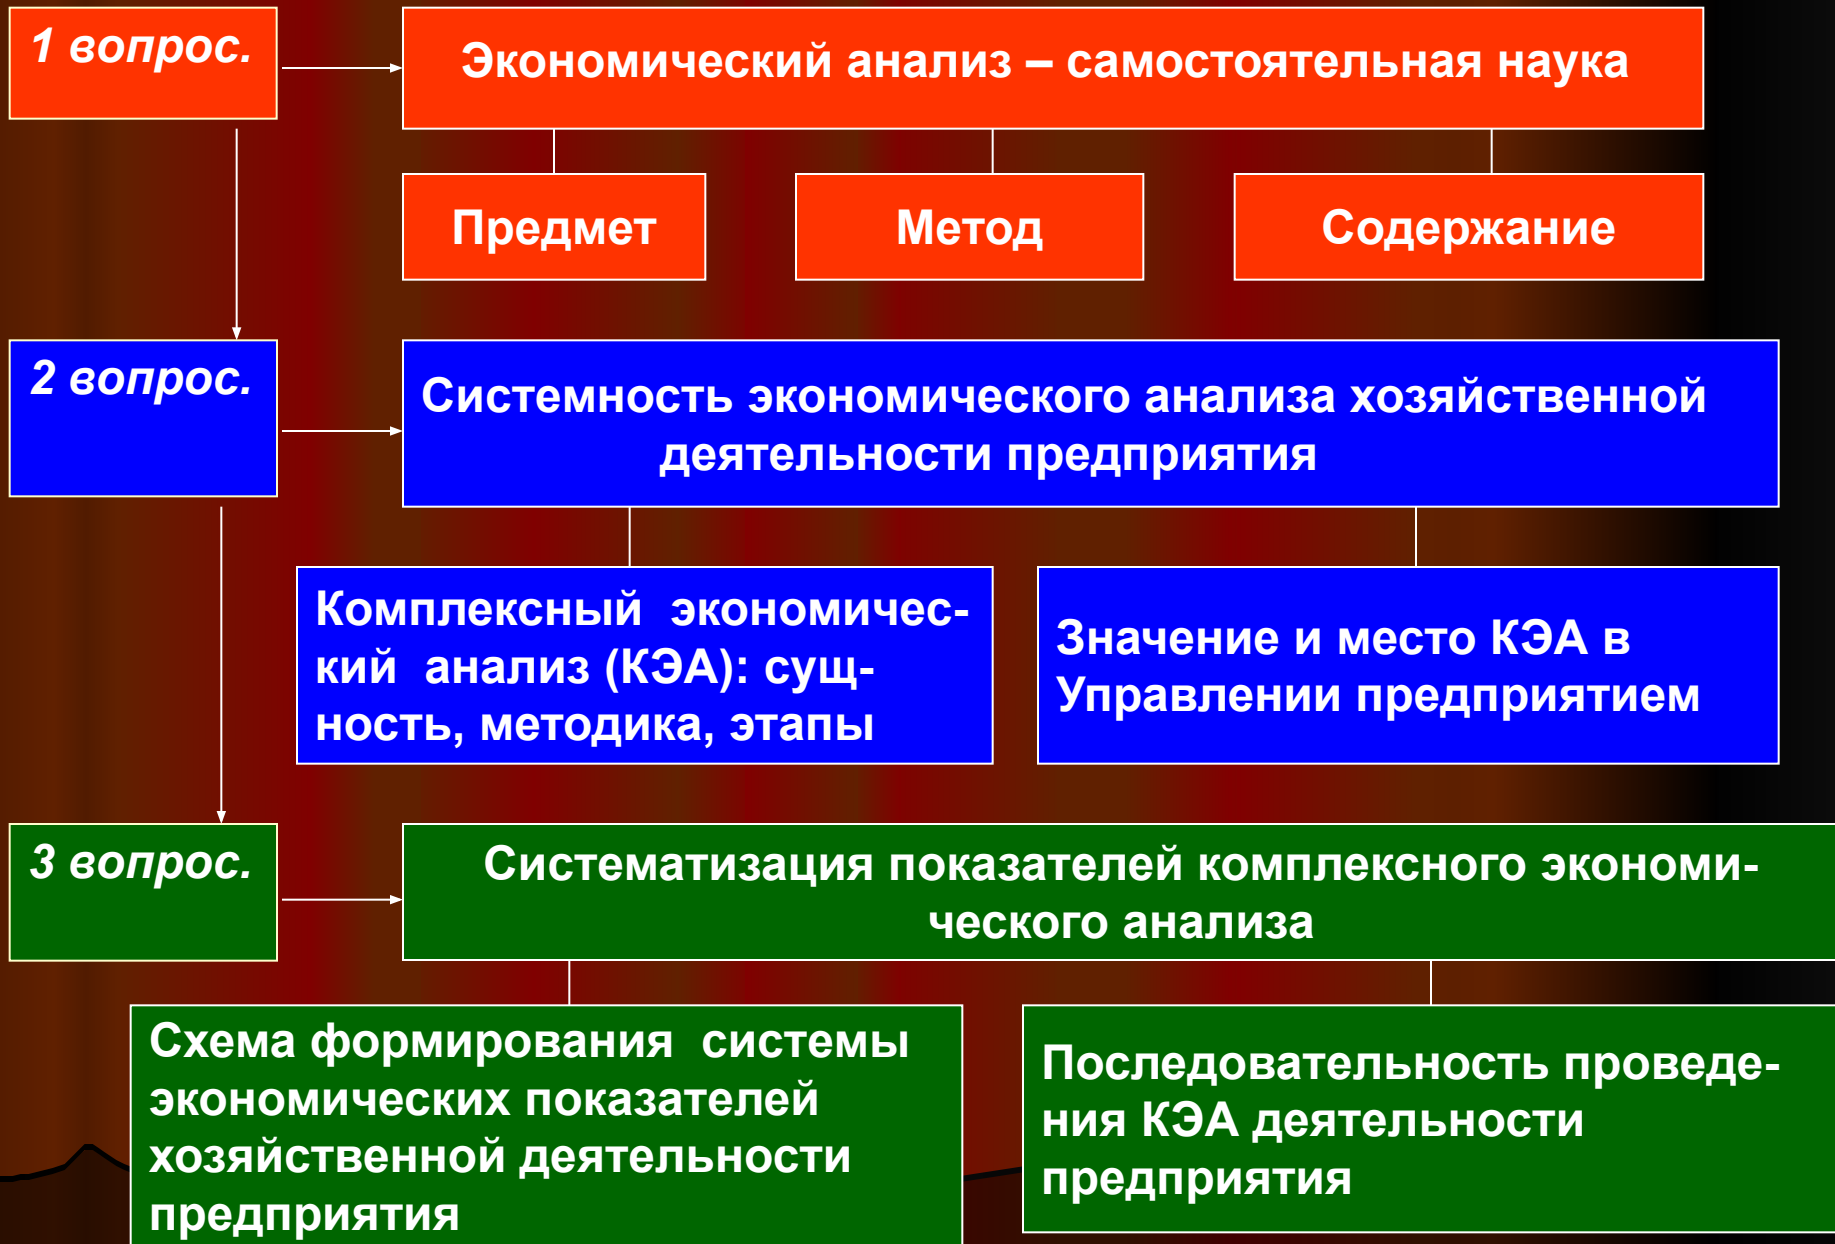 1 вопрос.
Экономический анализ – самостоятельная наука
Предмет
Метод
Содержание
2 вопрос.
Системность экономического анализа хозяйственной
деятельности предприятия
Комплексный экономичес-
кий анализ (КЭА): сущ-
ность, методика, этапы
Значение и место КЭА в
Управлении предприятием
3 вопрос.
Систематизация показателей комплексного экономи-
ческого анализа
Схема формирования системы
экономических показателей
хозяйственной деятельности
предприятия
Последовательность проведе-
ния КЭА деятельности
предприятия